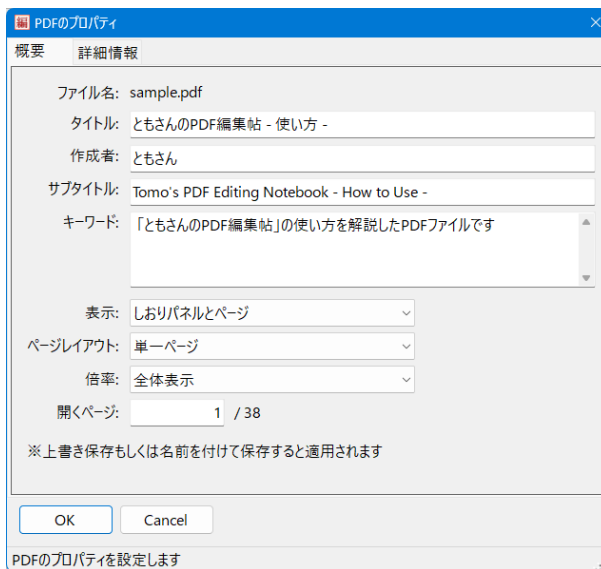 編 PDFのプロパティ
概要 詳細情報
ファイル名: sample.pdf
タイトル: ともさんのPDF編集帖 - 使い方 -
作成者: ともさん
サブタイトル: Tomo's PDF Editing Notebook - How to Use -
キーワード: 「ともさんのPDF編集帖」の使い方を解説したPDFファイルです
表示: しおりパネルとページ
ページレイアウト: 単一ページ
倍率: 全体表示
開くページ: 1 / 38
※上書き保存もしくは名前を付けて保存すると適用されます
OK Cancel
PDFのプロパティを設定します